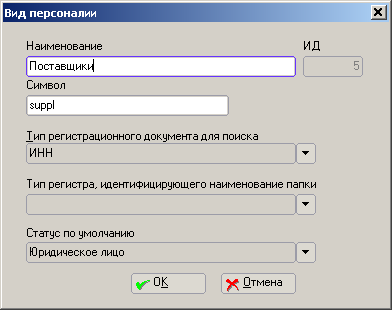 Вид персоналии
Наименование ИД
Поставщики 5
Символ
suppl
Тип регистрационного документа для поиска
ИНН
Тип регистра, идентифицирующего наименование папки
Статус по умолчанию
Юридическое лицо
OK Отмена